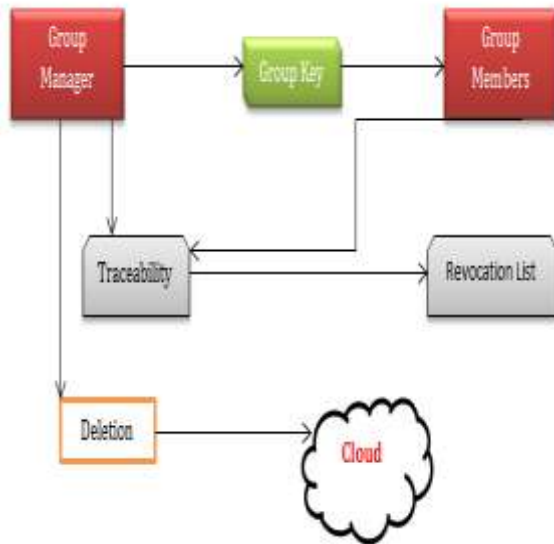 Group
Manager
Group Key
Group
Members
Traceability
Revocation List
Deletion
Cloud